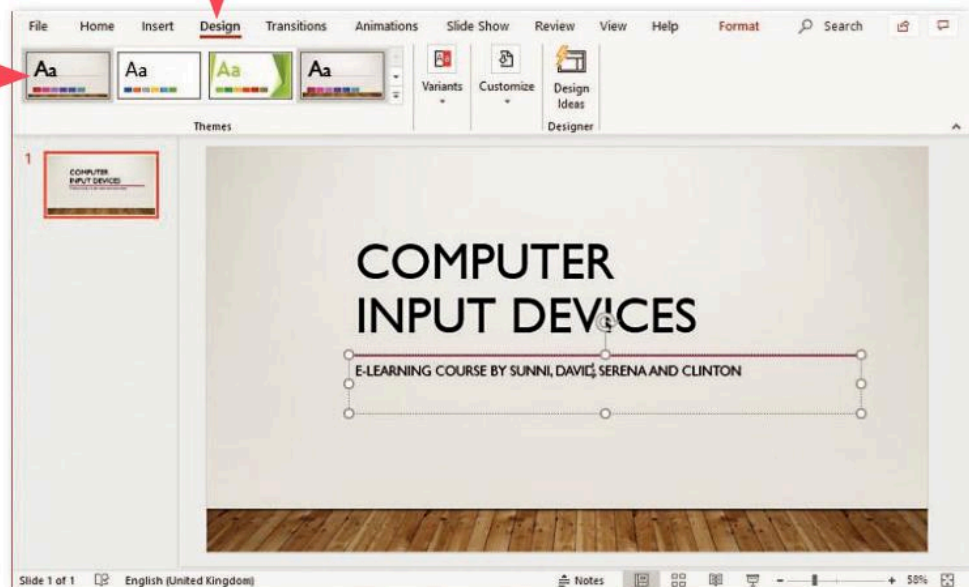 File Home Insert Design Transitions Animations Slide Show Review View Help Format Search
Aa Aa Aa Aa
Variants Customize Design
Ideas
Themes Designer
1
COMPUTER
INPUT DEVICES
COMPUTER
INPUT DEVICES
E-LEARNING COURSE BY SUNNI, DAVID, SERENA AND CLINTON
Slide 1 of 1 English (United Kingdom) Notes 58%